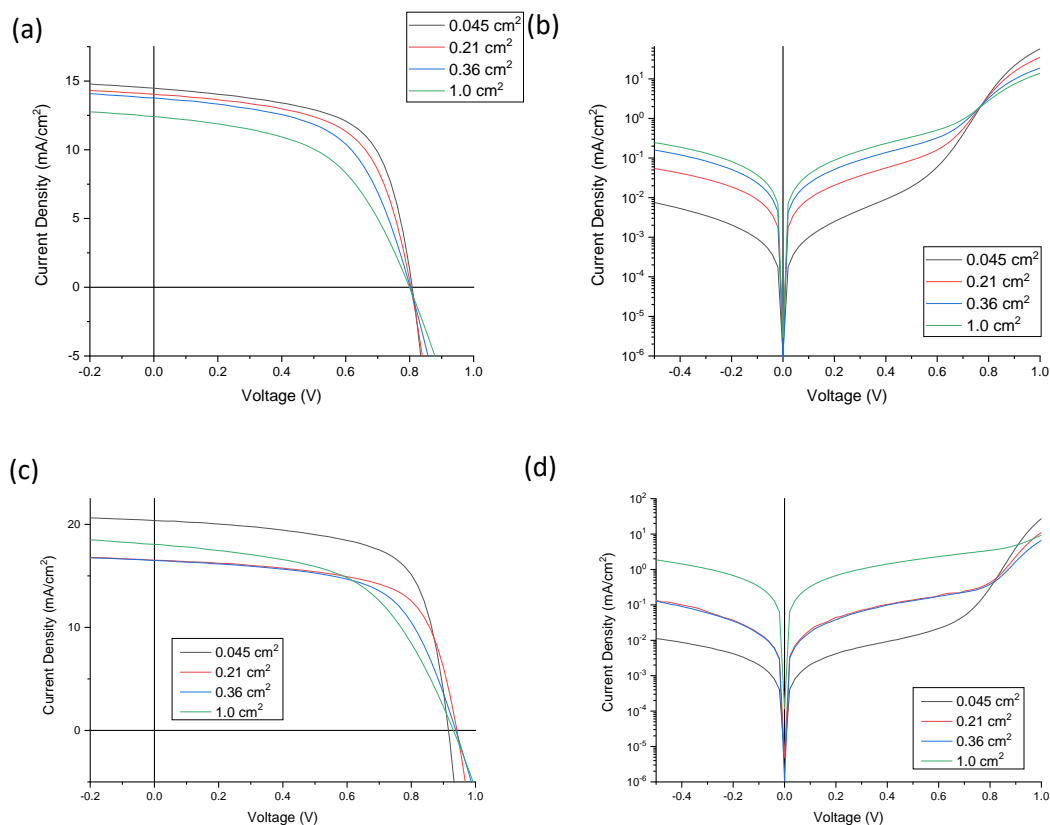 (a)
0.045 cm²
0.21 cm²
0.36 cm²
1.0 cm²
15
10
5
0
-5
Current Density (mA/cm²)
-0.2 0.0 0.2 0.4 0.6 0.8 1.0
Voltage (V)
(b)
10¹
10⁰
10⁻¹
10⁻²
10⁻³
10⁻⁴
10⁻⁵
10⁻⁶
Current Density (mA/cm²)
0.045 cm²
0.21 cm²
0.36 cm²
1.0 cm²
-0.4 -0.2 0.0 0.2 0.4 0.6 0.8 1.0
Voltage (V)
(c)
20
10
0
Current Density (mA/cm²)
0.045 cm²
0.21 cm²
0.36 cm²
1.0 cm²
-0.2 0.0 0.2 0.4 0.6 0.8 1.0
Voltage (V)
(d)
10²
10¹
10⁰
10⁻¹
10⁻²
10⁻³
10⁻⁴
10⁻⁵
10⁻⁶
Current Density (mA/cm²)
0.045 cm²
0.21 cm²
0.36 cm²
1.0 cm²
-0.4 -0.2 0.0 0.2 0.4 0.6 0.8 1.0
Voltage (V)